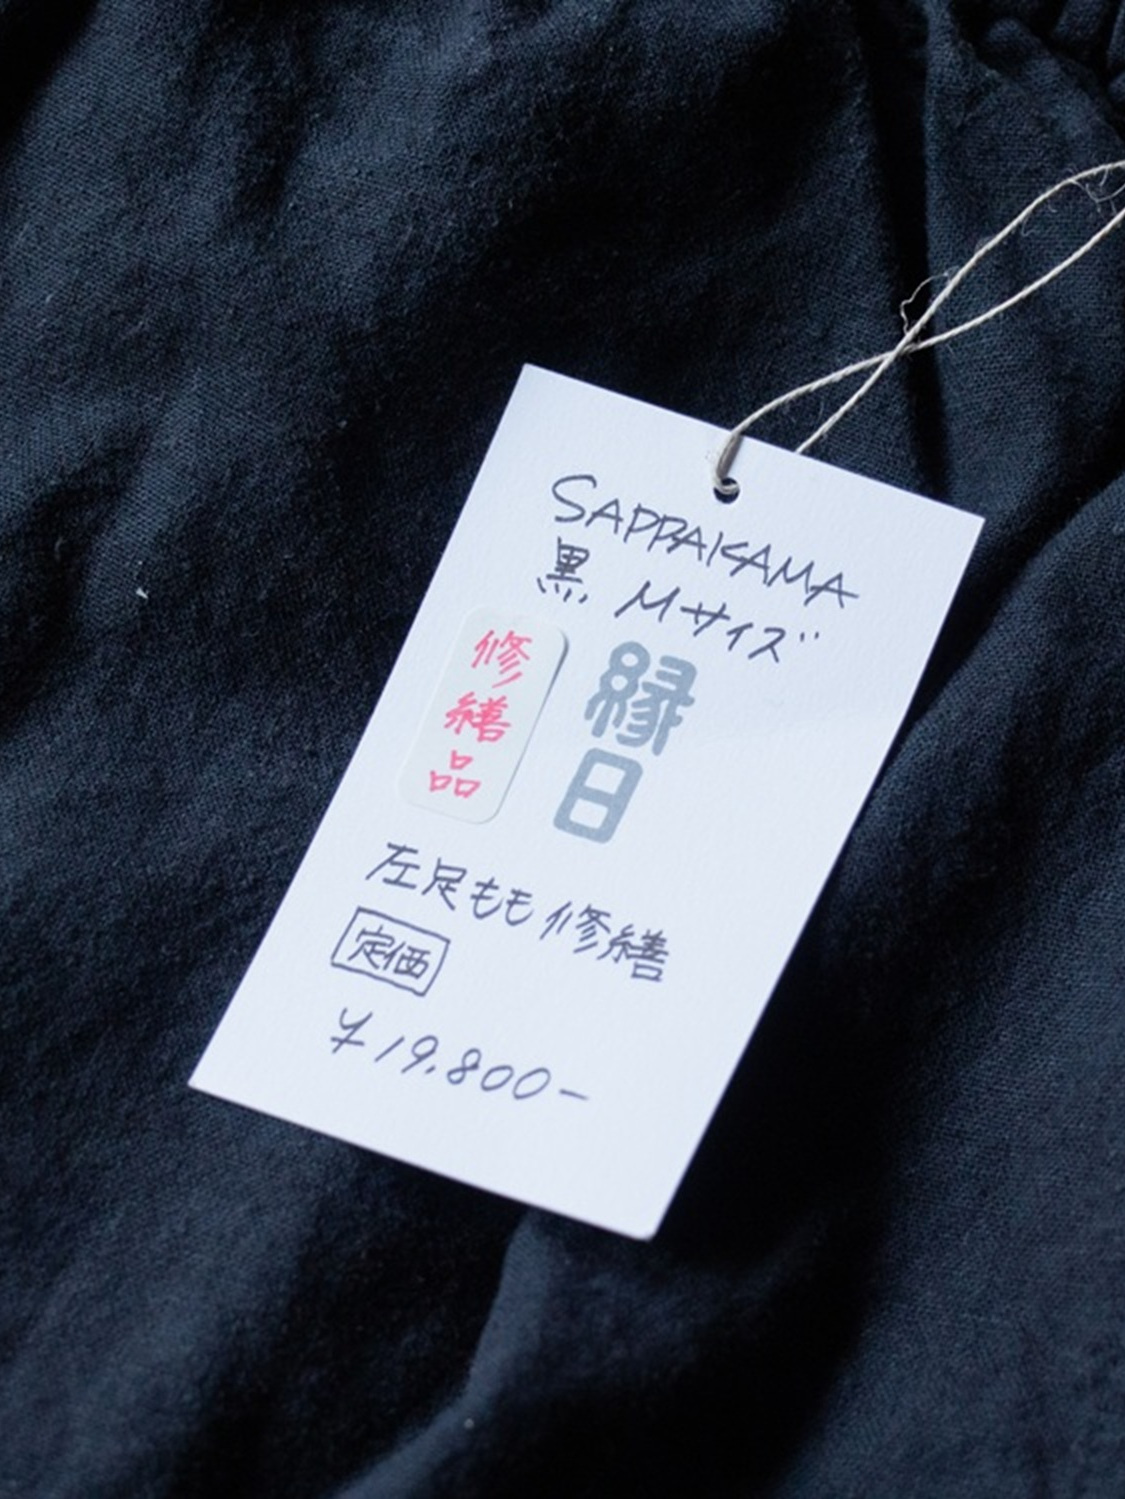 SAPPAKAMA
黒 Mサイズ
修繕品
縁日
左足もも修繕
定価
¥19,800-